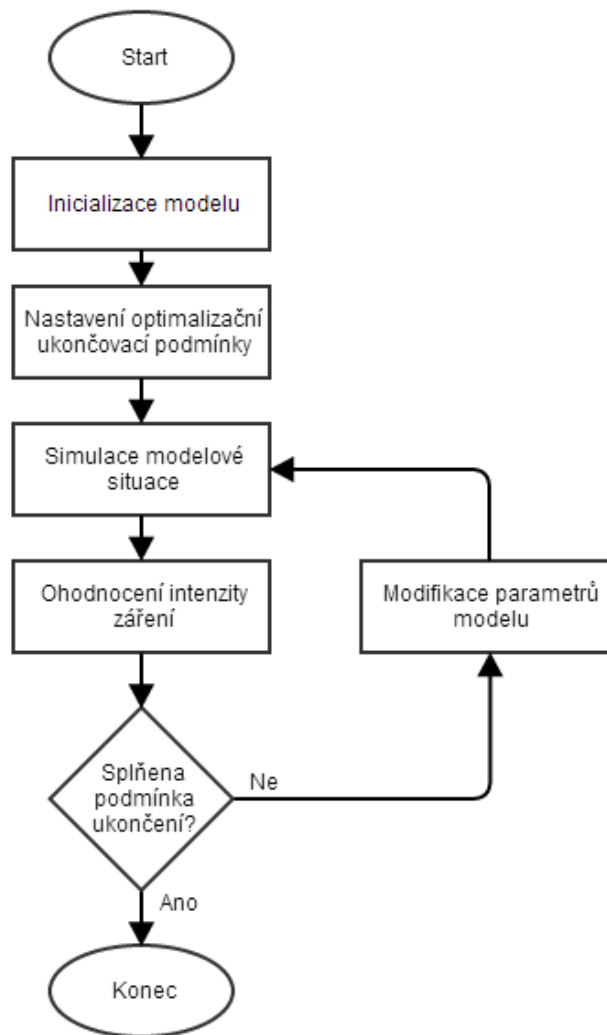 Start
Inicializace modelu
Nastavení optimalizační
ukončovací podmínky
Simulace modelové
situace
Ohodnocení intenzity
záření
Modifikace parametrů
modelu
Splňena
podmínka
ukončení?
Ne
Ano
Konec